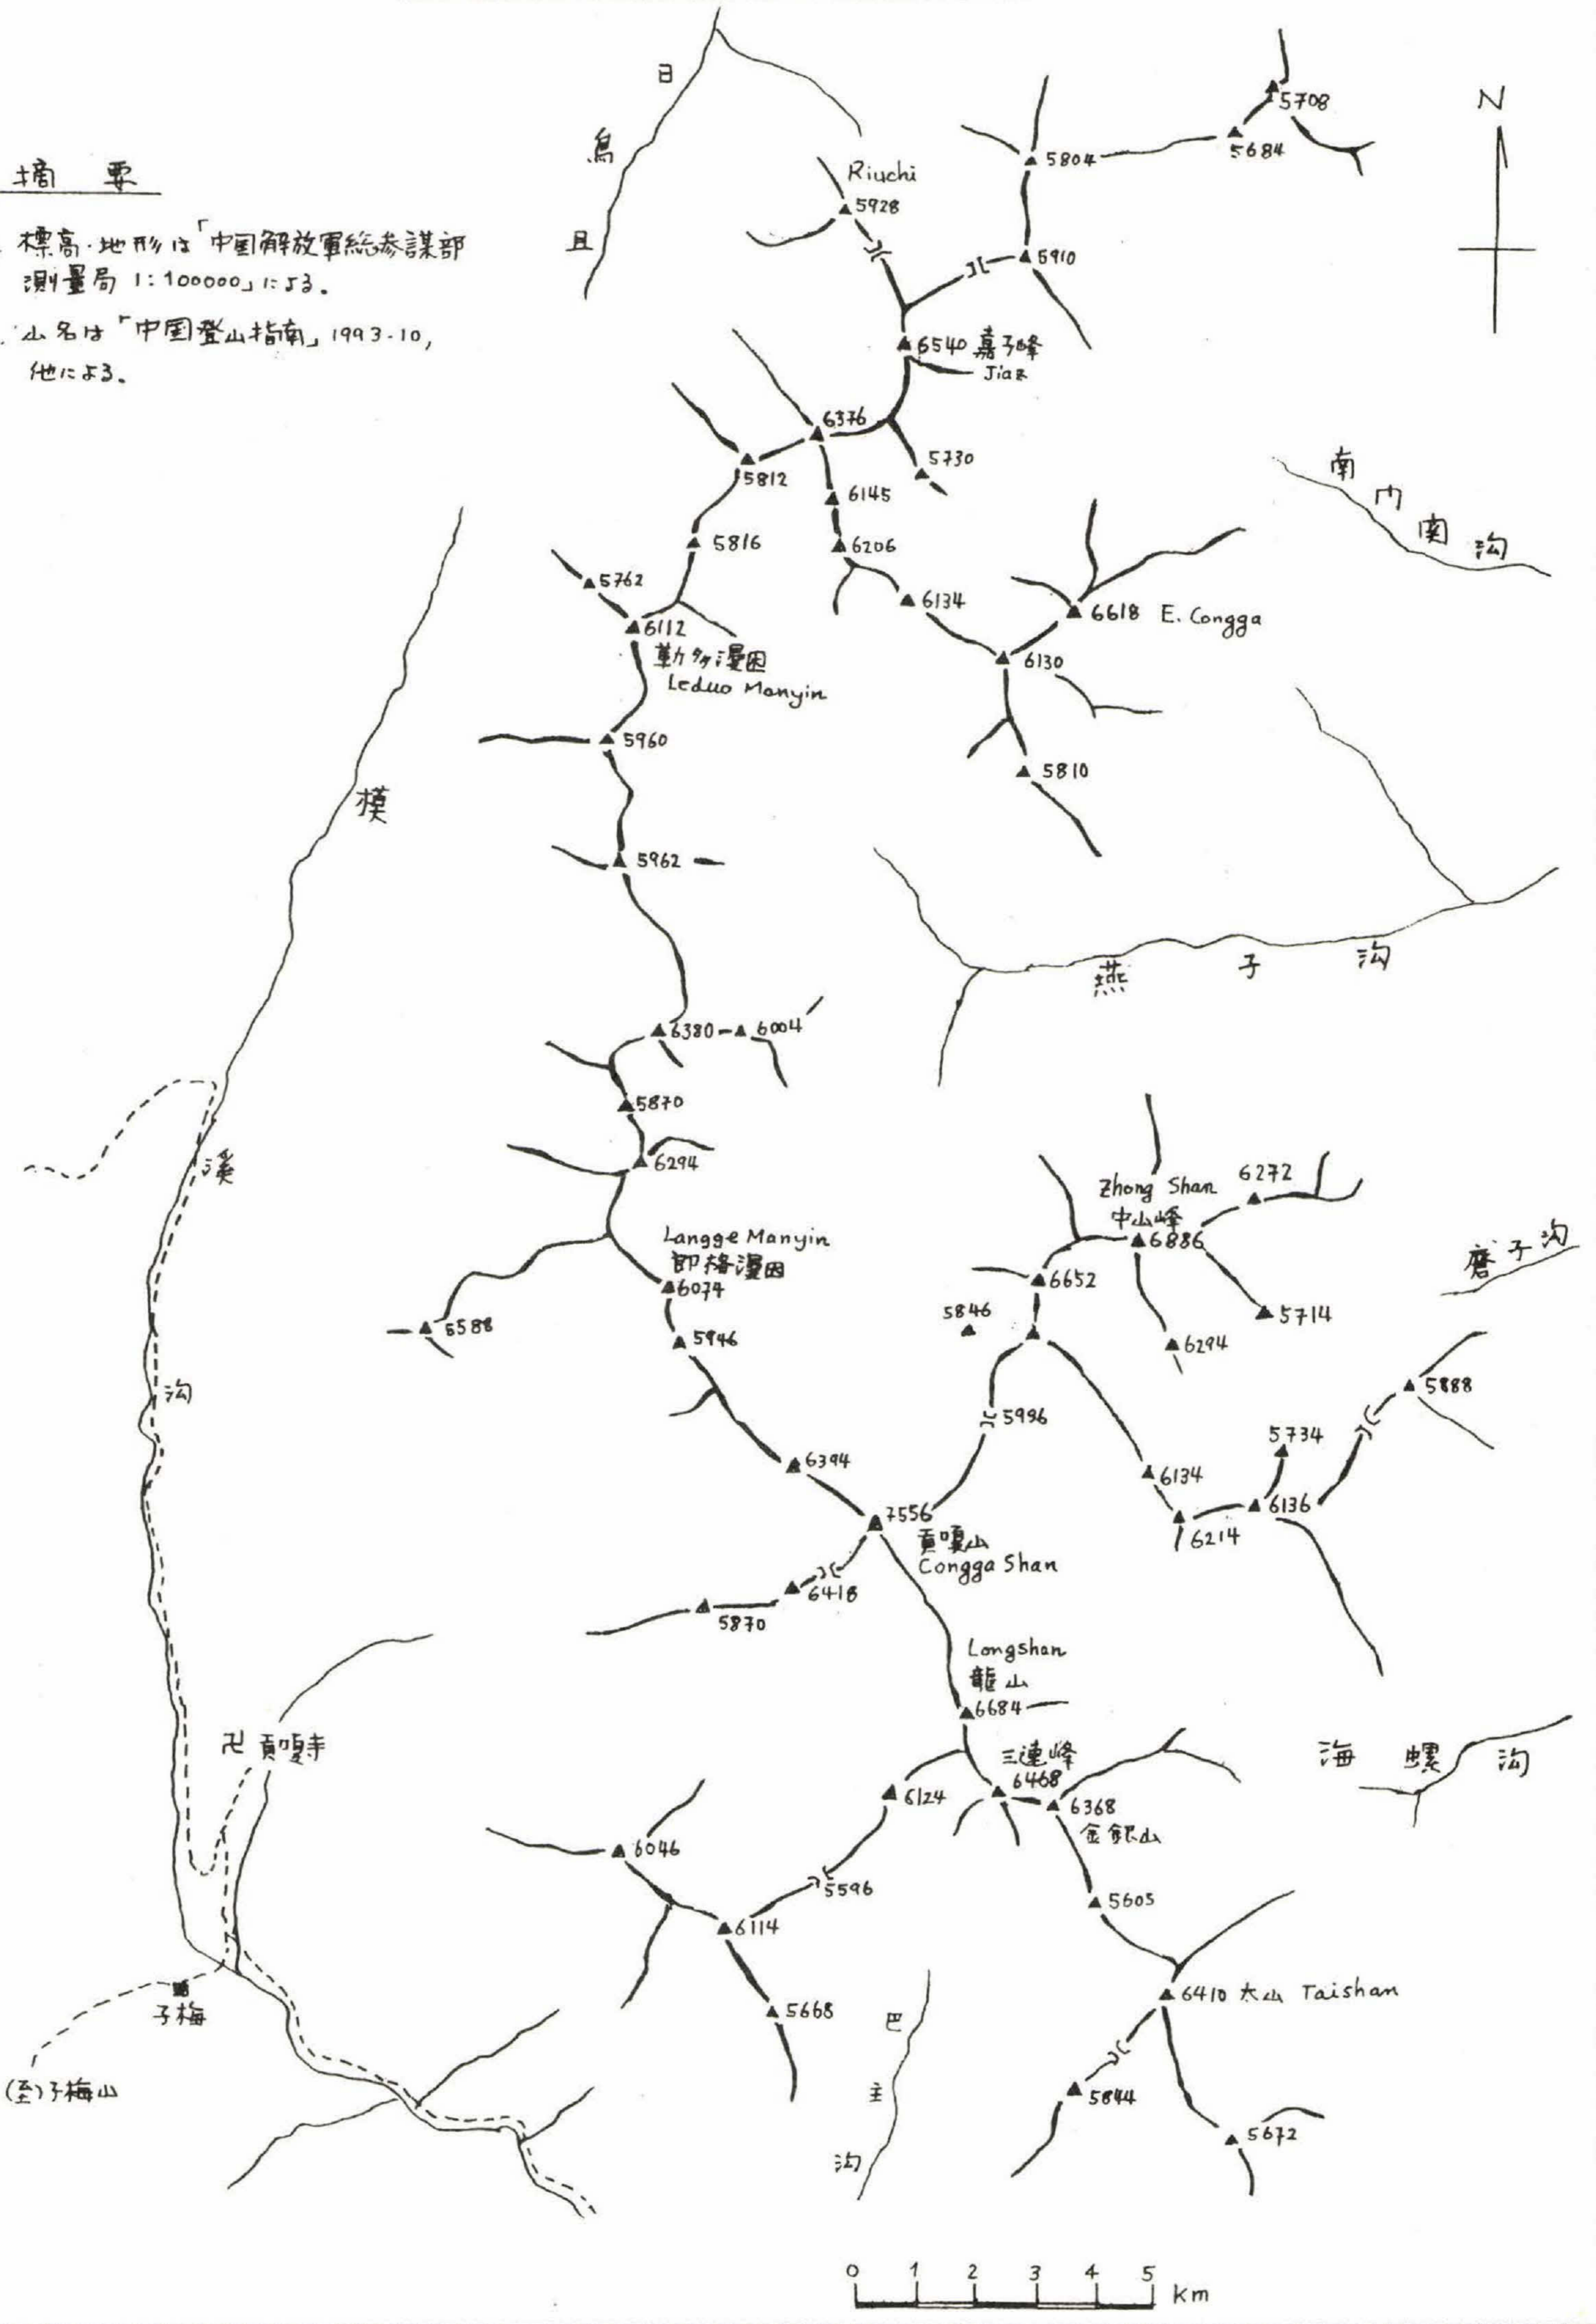 摘 要
標高・地形は「中国解放軍総参謀部
測量局 1:100000」による。
山名は「中国登山指南」1993-10,
他による。
N
日
烏
且
5708
5684
5804
Riuchi
5928
5910
6540 嘉子峰
Jiaz
6376
5730
5812
6145
南
门
関
沟
5816
6206
5762
6134
6618 E. Congga
6112
勒多漫因
Leduo Manyin
6130
5960
5810
模
5962
燕 子 沟
6380
6004
5870
溪
6294
Zhong Shan
中山峰
6272
6886
Langge Manyin
6074
磨子沟
6652
5846
5714
5588
5946
6294
沟
5888
5996
5734
6394
6134
6136
7556
貢嘎山
Congga Shan
6214
6418
5870
Longshan
龍山
6684
卍 貢嘎寺
三連峰
6468
海 螺 沟
6124
6368
金銀山
6046
5596
5605
6114
子梅
5668
6410 太山 Taishan
巴
主
沟
(至)子梅山
5844
5672
0 1 2 3 4 5
Km